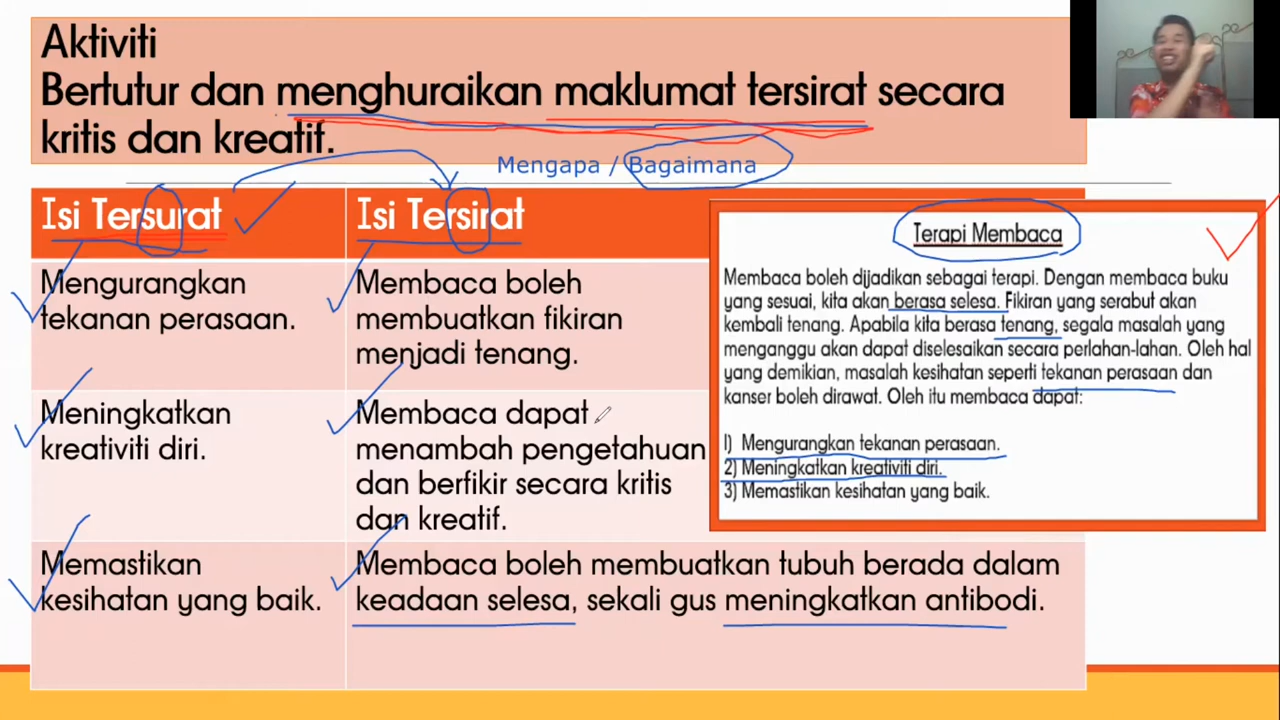 Aktiviti
Bertutur dan menghuraikan maklumat tersirat secara
kritis dan kreatif.
Mengapa / Bagaimana
Isi Tersurat
Isi Tersirat
Mengurangkan
tekanan perasaan.
Membaca boleh
membuatkan fikiran
menjadi tenang.
Meningkatkan
kreativiti diri.
Membaca dapat
menambah pengetahuan
dan berfikir secara kritis
dan kreatif.
Memastikan
kesihatan yang baik.
Membaca boleh membuatkan tubuh berada dalam
keadaan selesa, sekali gus meningkatkan antibodi.
Terapi Membaca
Membaca boleh dijadikan sebagai terapi. Dengan membaca buku
yang sesuai, kita akan berasa selesa. Fikiran yang serabut akan
kembali tenang. Apabila kita berasa tenang, segala masalah yang
menganggu akan dapat diselesaikan secara perlahan-lahan. Oleh hal
yang demikian, masalah kesihatan seperti tekanan perasaan dan
kanser boleh dirawat. Oleh itu membaca dapat:
1) Mengurangkan tekanan perasaan.
2) Meningkatkan kreativiti diri.
3) Memastikan kesihatan yang baik.